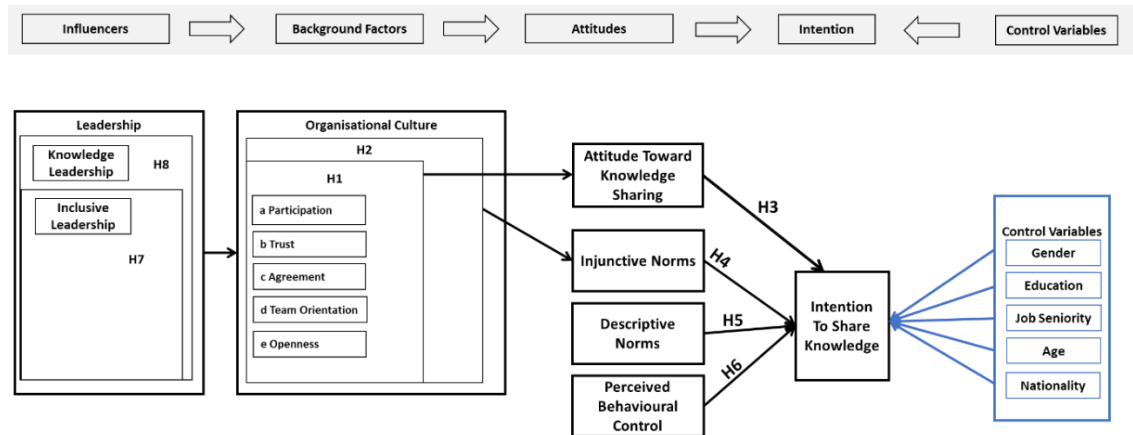 Influencers
Background Factors
Attitudes
Intention
Control Variables
Leadership
Knowledge
Leadership
H8
Inclusive
Leadership
H7
Organisational Culture
H2
H1
a Participation
b Trust
c Agreement
d Team Orientation
e Openness
Attitude Toward
Knowledge
Sharing
Injunctive Norms
Descriptive
Norms
Perceived
Behavioural
Control
H3
H4
H5
H6
Intention
To Share
Knowledge
Control Variables
Gender
Education
Job Seniority
Age
Nationality